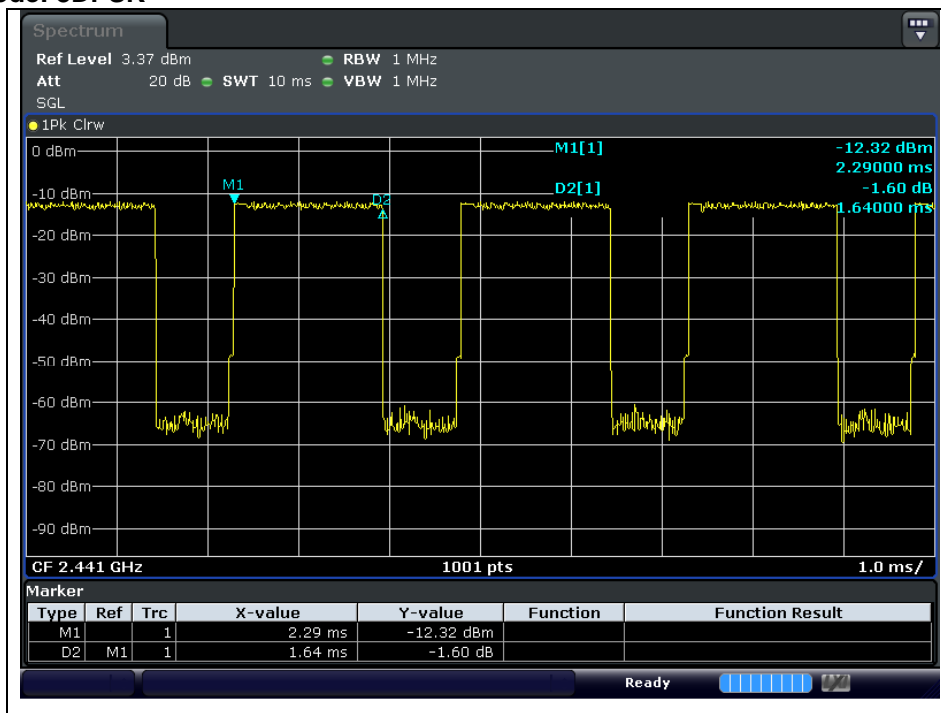 Spectrum
Ref Level 3.37 dBm RBW 1 MHz
Att 20 dB SWT 10 ms VBW 1 MHz
SGL
1Pk Clrw
0 dBm
M1[1] -12.32 dBm
2.29000 ms
M1
-10 dBm
D2[1] -1.60 dB
D2
1.64000 ms
-20 dBm
-30 dBm
-40 dBm
-50 dBm
-60 dBm
-70 dBm
-80 dBm
-90 dBm
CF 2.441 GHz 1001 pts 1.0 ms/
Marker
Type Ref Trc X-value Y-value Function Function Result
M1 1 2.29 ms -12.32 dBm
D2 M1 1 1.64 ms -1.60 dB
Ready